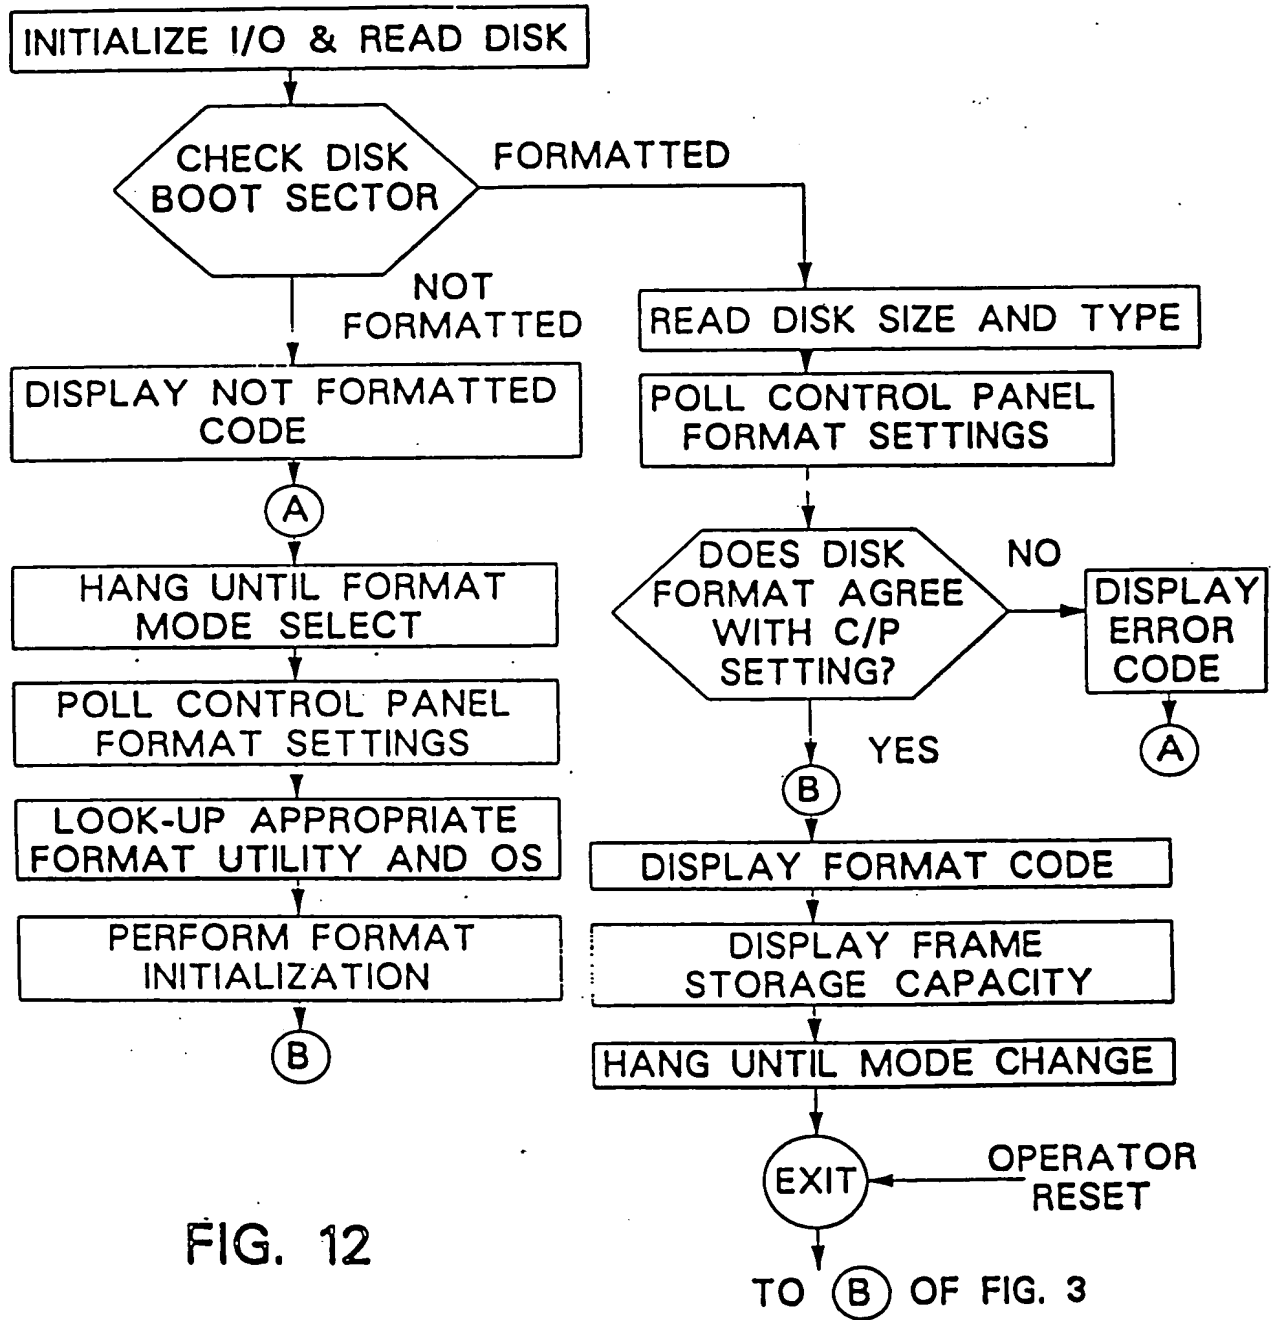 INITIALIZE I/O & READ DISK
CHECK DISK
BOOT SECTOR
FORMATTED
NOT
FORMATTED
DISPLAY NOT FORMATTED
CODE
A
HANG UNTIL FORMAT
MODE SELECT
POLL CONTROL PANEL
FORMAT SETTINGS
LOOK-UP APPROPRIATE
FORMAT UTILITY AND OS
PERFORM FORMAT
INITIALIZATION
B
READ DISK SIZE AND TYPE
POLL CONTROL PANEL
FORMAT SETTINGS
DOES DISK
FORMAT AGREE
WITH C/P
SETTING?
NO
DISPLAY
ERROR
CODE
A
YES
B
DISPLAY FORMAT CODE
DISPLAY FRAME
STORAGE CAPACITY
HANG UNTIL MODE CHANGE
EXIT
OPERATOR
RESET
TO B OF FIG. 3
FIG. 12